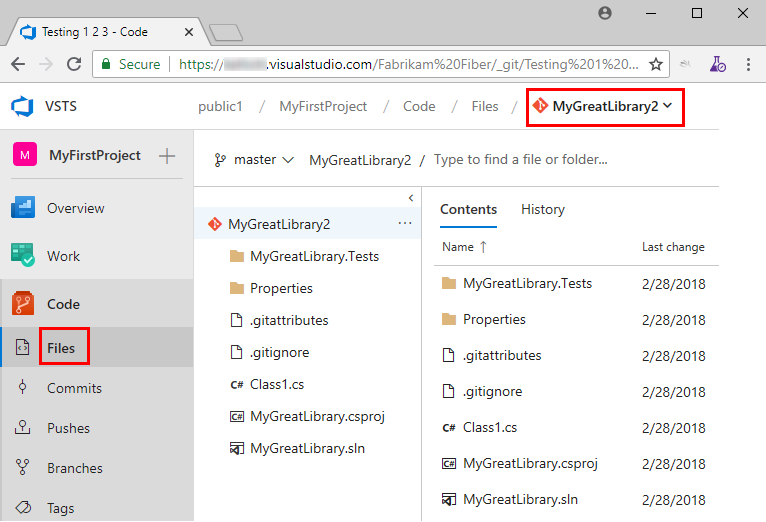 Testing 1 2 3 - Code
Secure https:// .visualstudio.com/Fabrikam%20Fiber/_git/Testing%201%20...
VSTS public1 / MyFirstProject / Code / Files / MyGreatLibrary2
M MyFirstProject
master MyGreatLibrary2 / Type to find a file or folder...
Overview
Work
Code
Files
Commits
Pushes
Branches
Tags
MyGreatLibrary2 ...
MyGreatLibrary.Tests
Properties
.gitattributes
.gitignore
C# Class1.cs
C# MyGreatLibrary.csproj
MyGreatLibrary.sln
Contents History
Name ↑ Last change
MyGreatLibrary.Tests 2/28/2018
Properties 2/28/2018
.gitattributes 2/28/2018
.gitignore 2/28/2018
C# Class1.cs 2/28/2018
C# MyGreatLibrary.csproj 2/28/2018
MyGreatLibrary.sln 2/28/2018